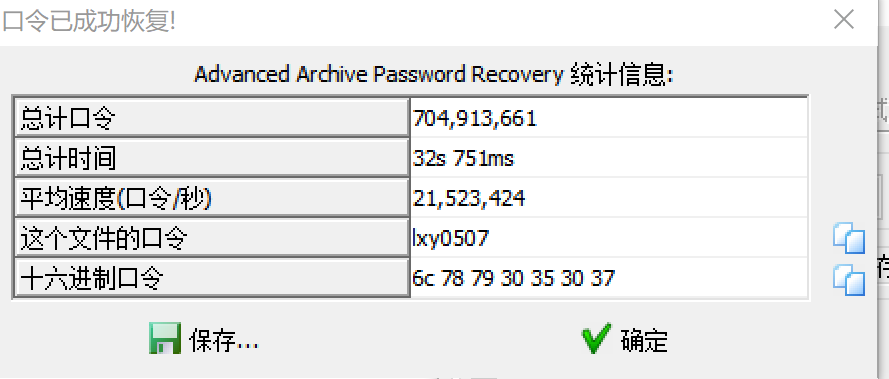 口令已成功恢复!
Advanced Archive Password Recovery 统计信息:
总计口令 704,913,661
总计时间 32s 751ms
平均速度(口令/秒) 21,523,424
这个文件的口令 lxy0507
十六进制口令 6c 78 79 30 35 30 37
保存... 确定